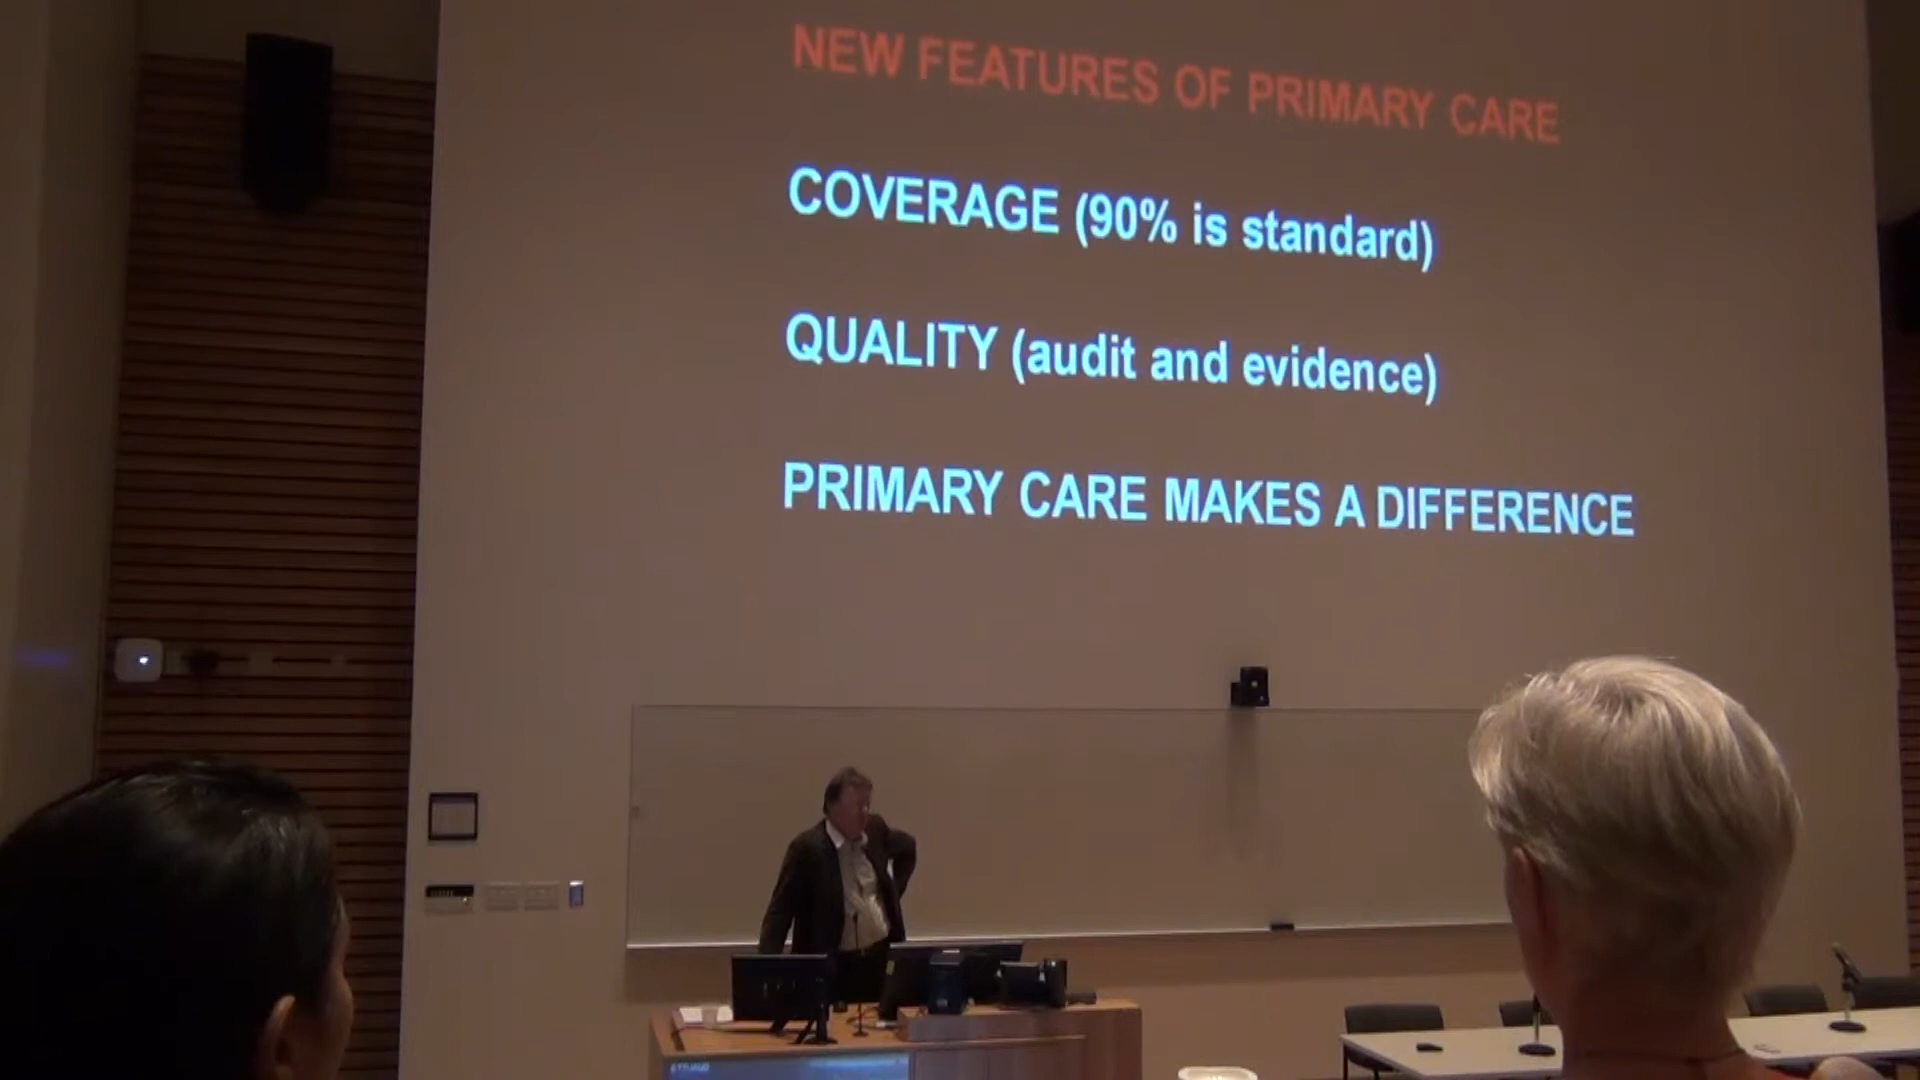 NEW FEATURES OF PRIMARY CARE
COVERAGE (90% is standard)
QUALITY (audit and evidence)
PRIMARY CARE MAKES A DIFFERENCE